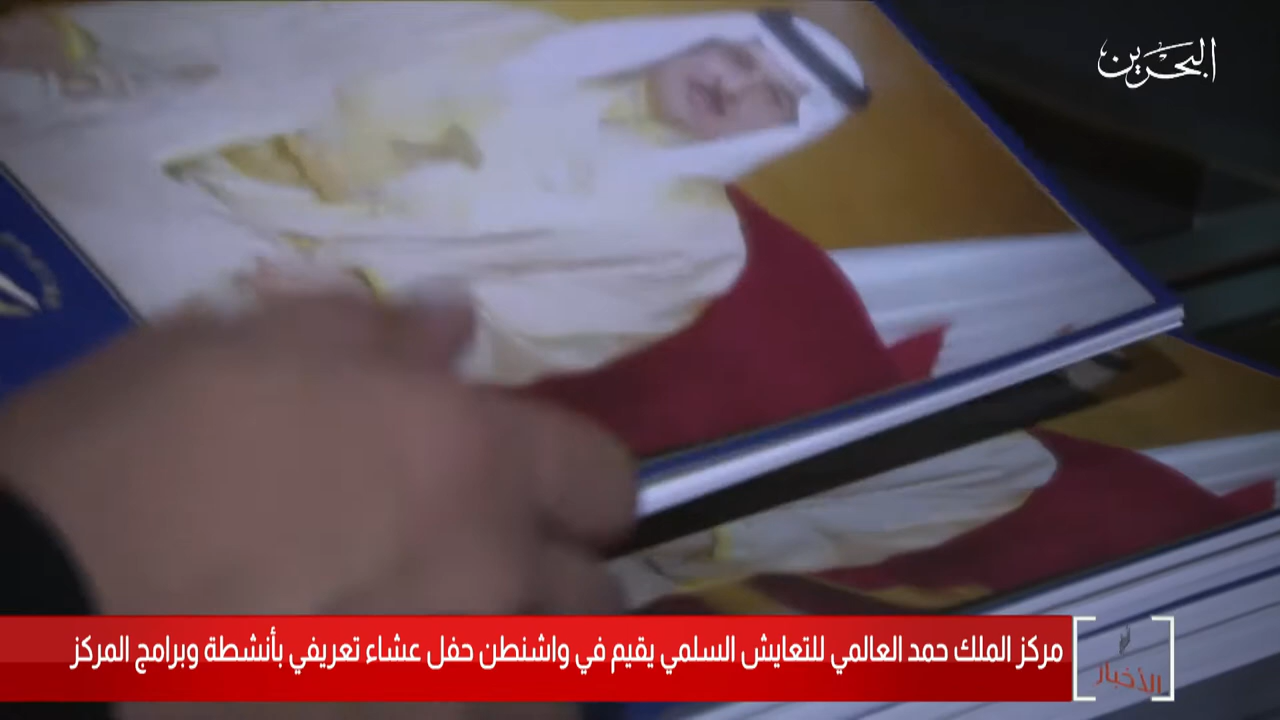 البحرين
مركز الملك حمد العالمي للتعايش السلمي يقيم في واشنطن حفل عشاء تعريفي بأنشطة وبرامج المركز
الأخبار